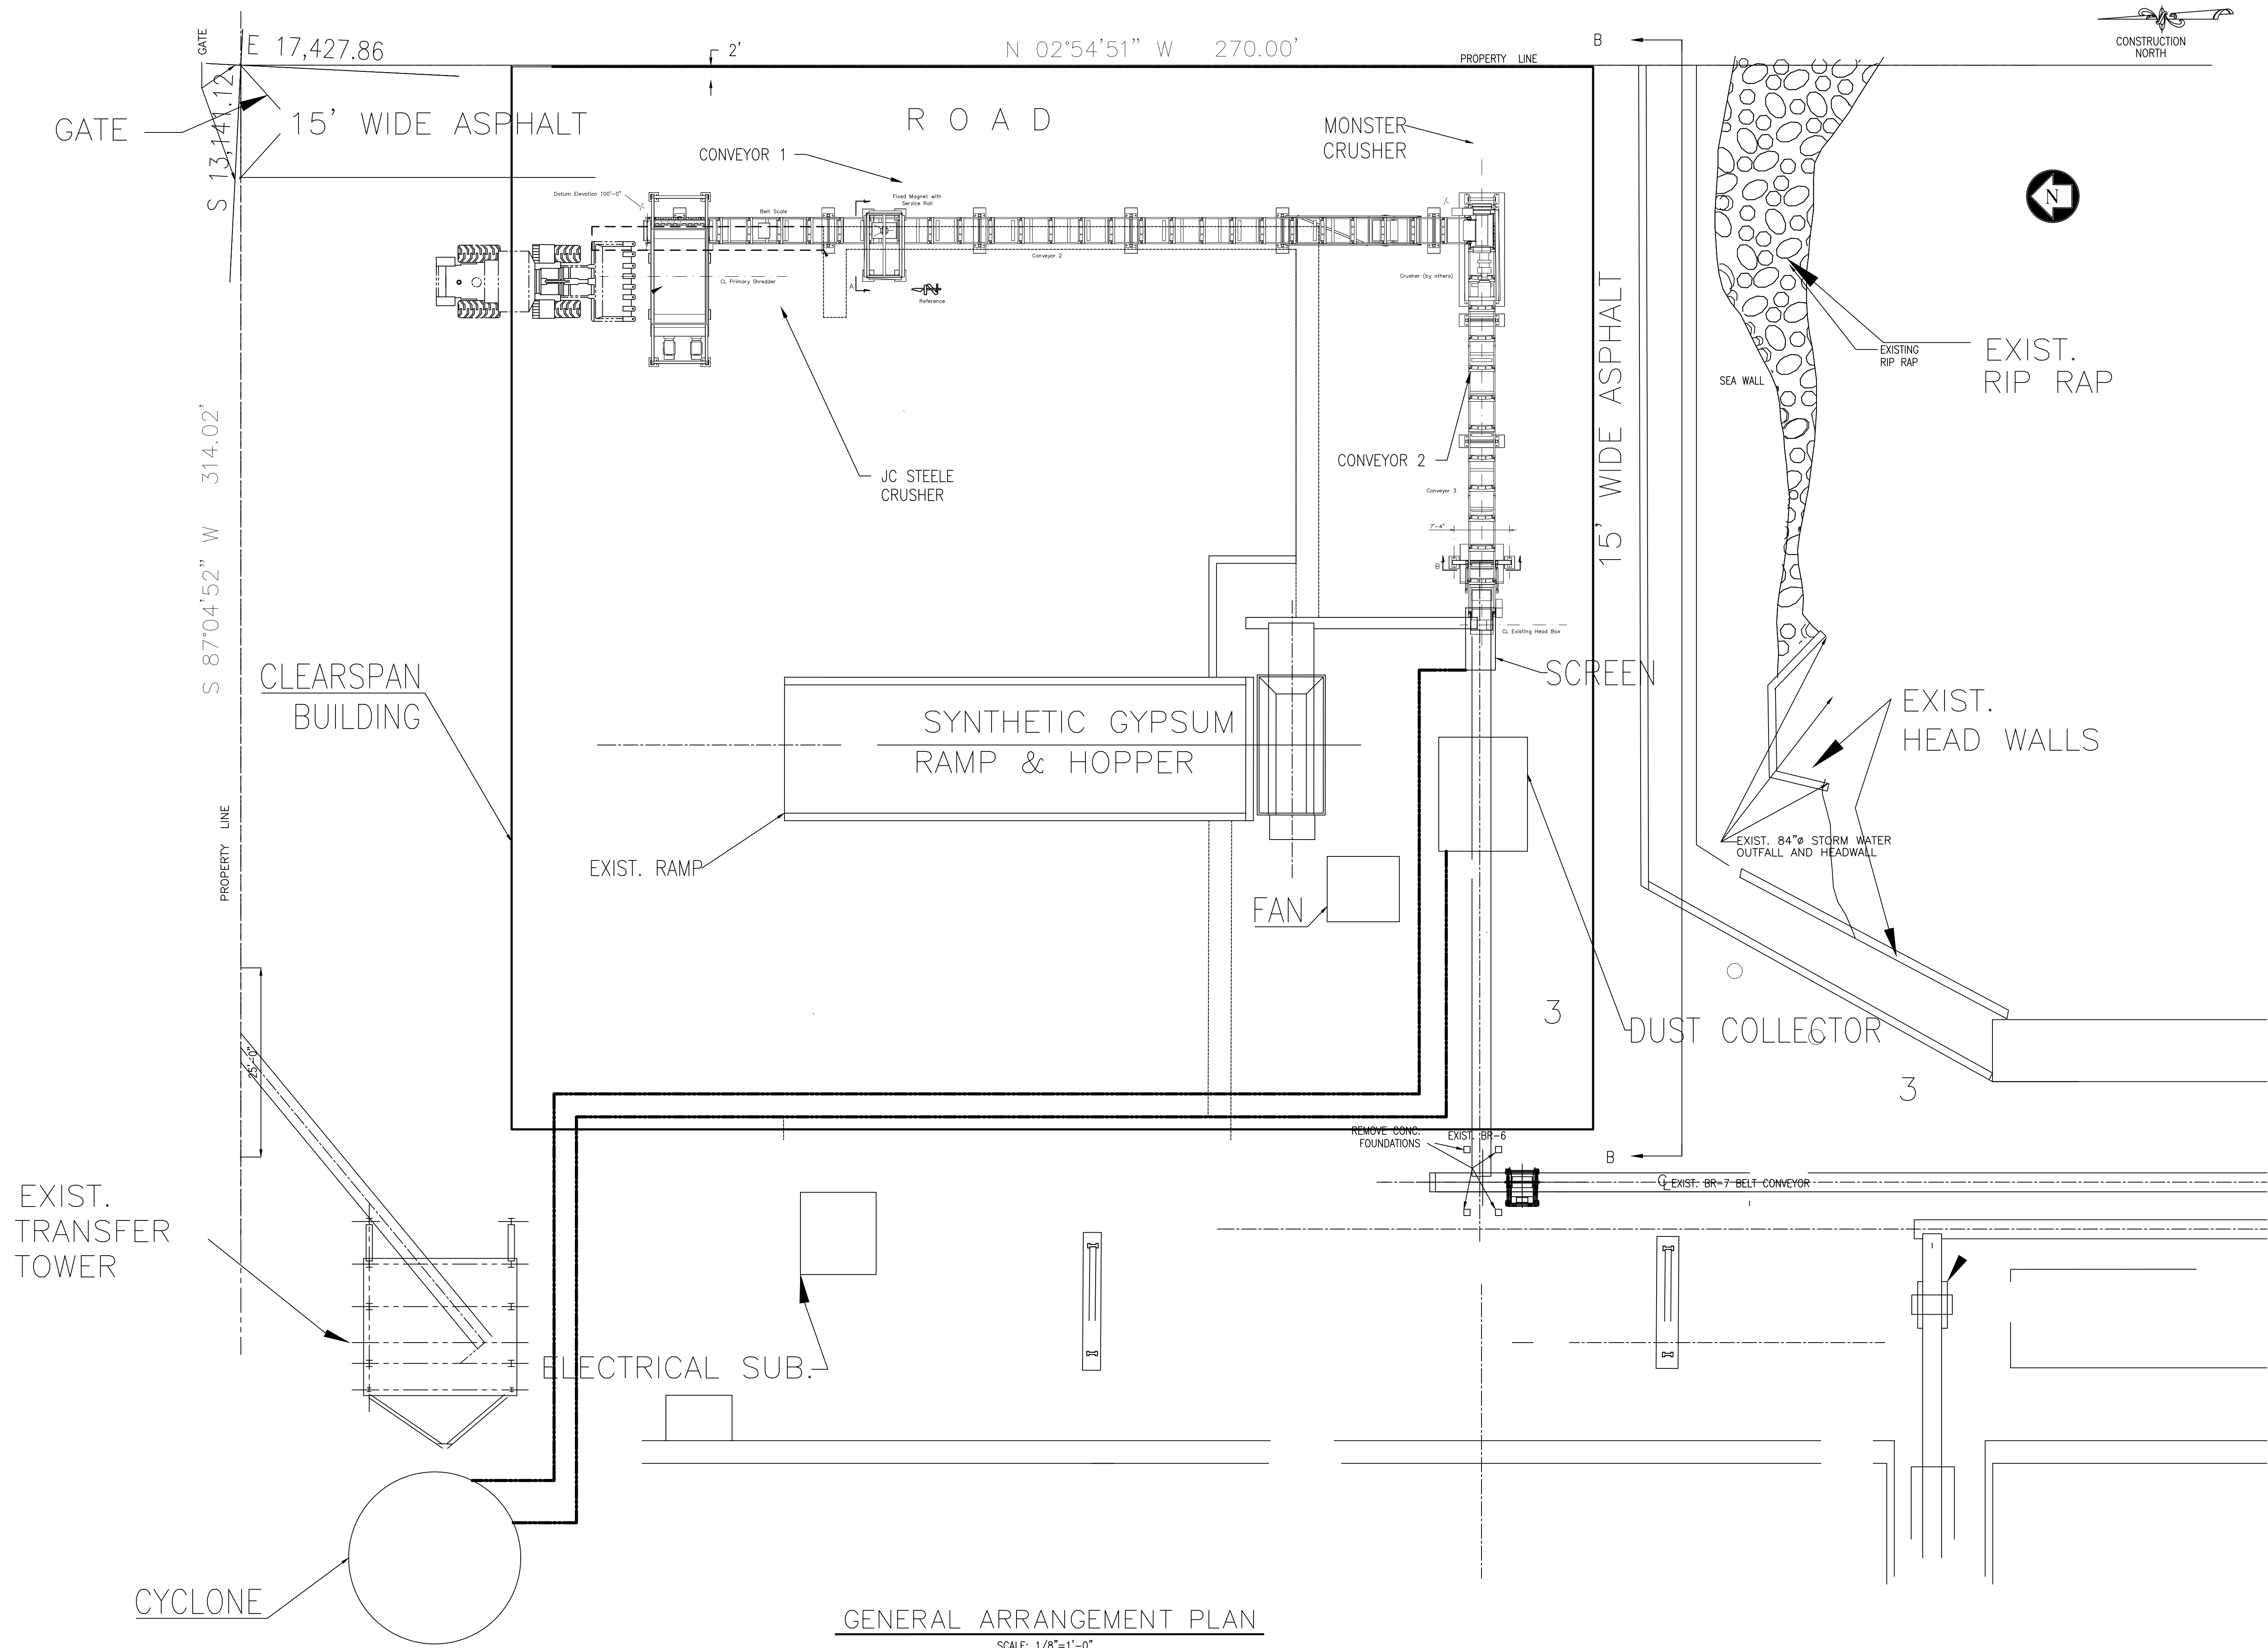 GATE
E 17,427.86
S 13,141.12
2'
N 02°54'51" W 270.00'
PROPERTY LINE
B
CONSTRUCTION
NORTH
GATE
15' WIDE ASPHALT
ROAD
MONSTER
CRUSHER
CONVEYOR 1
Datum Elevation 100'-0"
Belt Scale
Fixed Magnet with
Service Rail
A
Conveyor 2
CL Primary Shredder
N
Reference
Crusher (by others)
N
15' WIDE ASPHALT
EXISTING
RIP RAP
SEA WALL
EXIST.
RIP RAP
S 87°04'52" W 314.02'
JC STEELE
CRUSHER
CONVEYOR 2
Conveyor 3
7'-4"
B
CL Existing Head Box
SCREEN
CLEARSPAN
BUILDING
SYNTHETIC GYPSUM
RAMP & HOPPER
EXIST.
HEAD WALLS
PROPERTY LINE
EXIST. RAMP
EXIST. 84"ø STORM WATER
OUTFALL AND HEADWALL
FAN
3
DUST COLLECTOR
25'-0"
3
REMOVE CONC.
FOUNDATIONS
EXIST. BR-6
B
CL EXIST. BR-7 BELT CONVEYOR
EXIST.
TRANSFER
TOWER
ELECTRICAL SUB.
CYCLONE
GENERAL ARRANGEMENT PLAN
SCALE: 1/8"=1'-0"